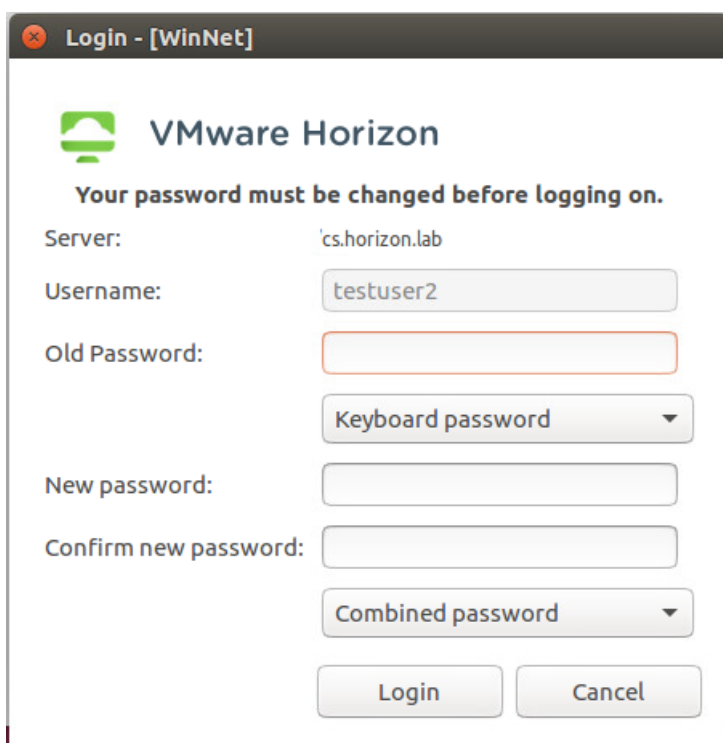 Login - [WinNet]
VMware Horizon
Your password must be changed before logging on.
Server: cs.horizon.lab
Username: testuser2
Old Password:
Keyboard password
New password:
Confirm new password:
Combined password
Login Cancel